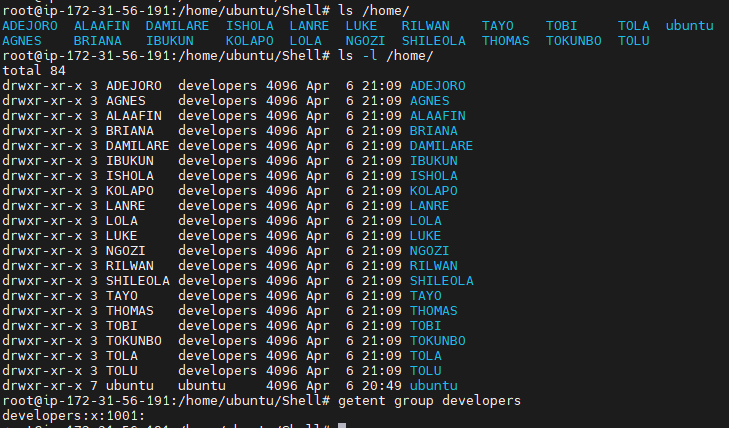 root@ip-172-31-56-191:/home/ubuntu/Shell# ls /home/
ADEJORO  ALAAFIN  DAMILARE  ISHOLA  LANRE  LUKE   RILWAN    TAYO    TOBI     TOLA  ubuntu
AGNES    BRIANA   IBUKUN    KOLAPO  LOLA   NGOZI  SHILEOLA  THOMAS  TOKUNBO  TOLU
root@ip-172-31-56-191:/home/ubuntu/Shell# ls -l /home/
total 84
drwxr-xr-x 3 ADEJORO  developers 4096 Apr  6 21:09 ADEJORO
drwxr-xr-x 3 AGNES    developers 4096 Apr  6 21:09 AGNES
drwxr-xr-x 3 ALAAFIN  developers 4096 Apr  6 21:09 ALAAFIN
drwxr-xr-x 3 BRIANA   developers 4096 Apr  6 21:09 BRIANA
drwxr-xr-x 3 DAMILARE developers 4096 Apr  6 21:09 DAMILARE
drwxr-xr-x 3 IBUKUN   developers 4096 Apr  6 21:09 IBUKUN
drwxr-xr-x 3 ISHOLA   developers 4096 Apr  6 21:09 ISHOLA
drwxr-xr-x 3 KOLAPO   developers 4096 Apr  6 21:09 KOLAPO
drwxr-xr-x 3 LANRE    developers 4096 Apr  6 21:09 LANRE
drwxr-xr-x 3 LOLA     developers 4096 Apr  6 21:09 LOLA
drwxr-xr-x 3 LUKE     developers 4096 Apr  6 21:09 LUKE
drwxr-xr-x 3 NGOZI    developers 4096 Apr  6 21:09 NGOZI
drwxr-xr-x 3 RILWAN   developers 4096 Apr  6 21:09 RILWAN
drwxr-xr-x 3 SHILEOLA developers 4096 Apr  6 21:09 SHILEOLA
drwxr-xr-x 3 TAYO     developers 4096 Apr  6 21:09 TAYO
drwxr-xr-x 3 THOMAS   developers 4096 Apr  6 21:09 THOMAS
drwxr-xr-x 3 TOBI     developers 4096 Apr  6 21:09 TOBI
drwxr-xr-x 3 TOKUNBO  developers 4096 Apr  6 21:09 TOKUNBO
drwxr-xr-x 3 TOLA     developers 4096 Apr  6 21:09 TOLA
drwxr-xr-x 3 TOLU     developers 4096 Apr  6 21:09 TOLU
drwxr-xr-x 7 ubuntu   ubuntu     4096 Apr  6 20:49 ubuntu
root@ip-172-31-56-191:/home/ubuntu/Shell# getent group developers
developers:x:1001:
root@ip-172-31-56-191:/home/ubuntu/Shell#